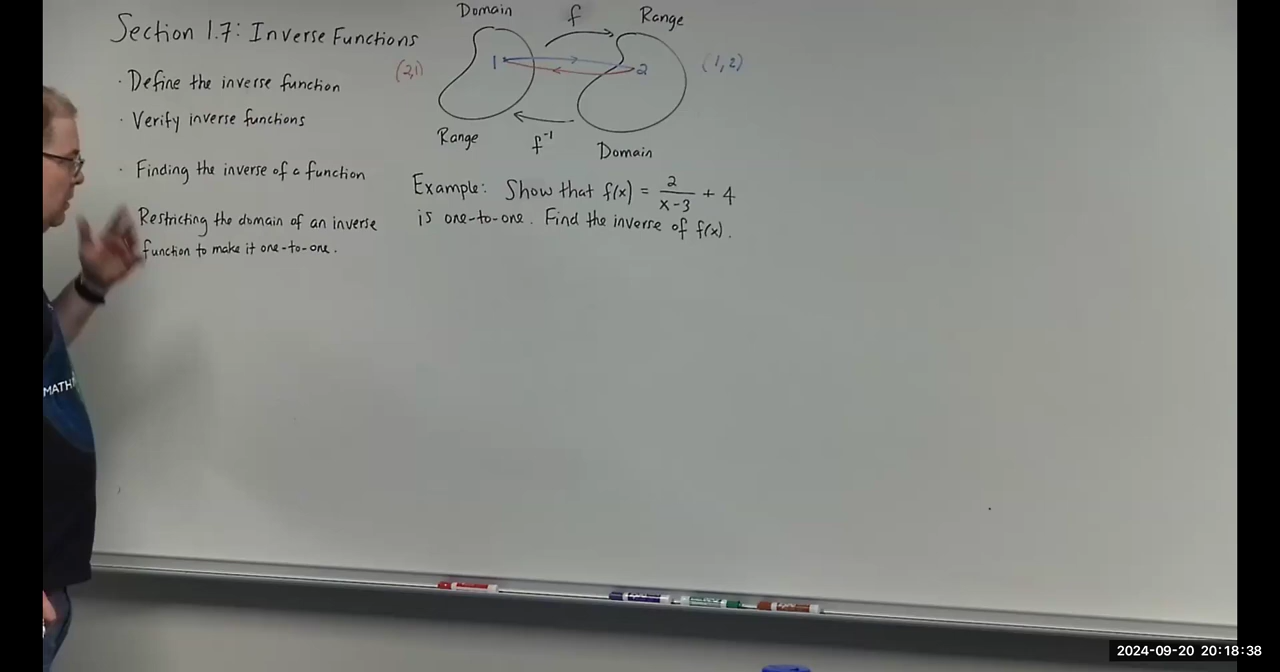 Section 1.7: Inverse Functions
· Define the inverse function
· Verify inverse functions
· Finding the inverse of a function
Restricting the domain of an inverse
function to make it one-to-one.
Domain
f
Range
1
2
(2,1)
(1,2)
Range
f⁻¹
Domain
Example: Show that f(x) = 2/(x-3) + 4
is one-to-one. Find the inverse of f(x).
MATH
2024-09-20 20:18:38